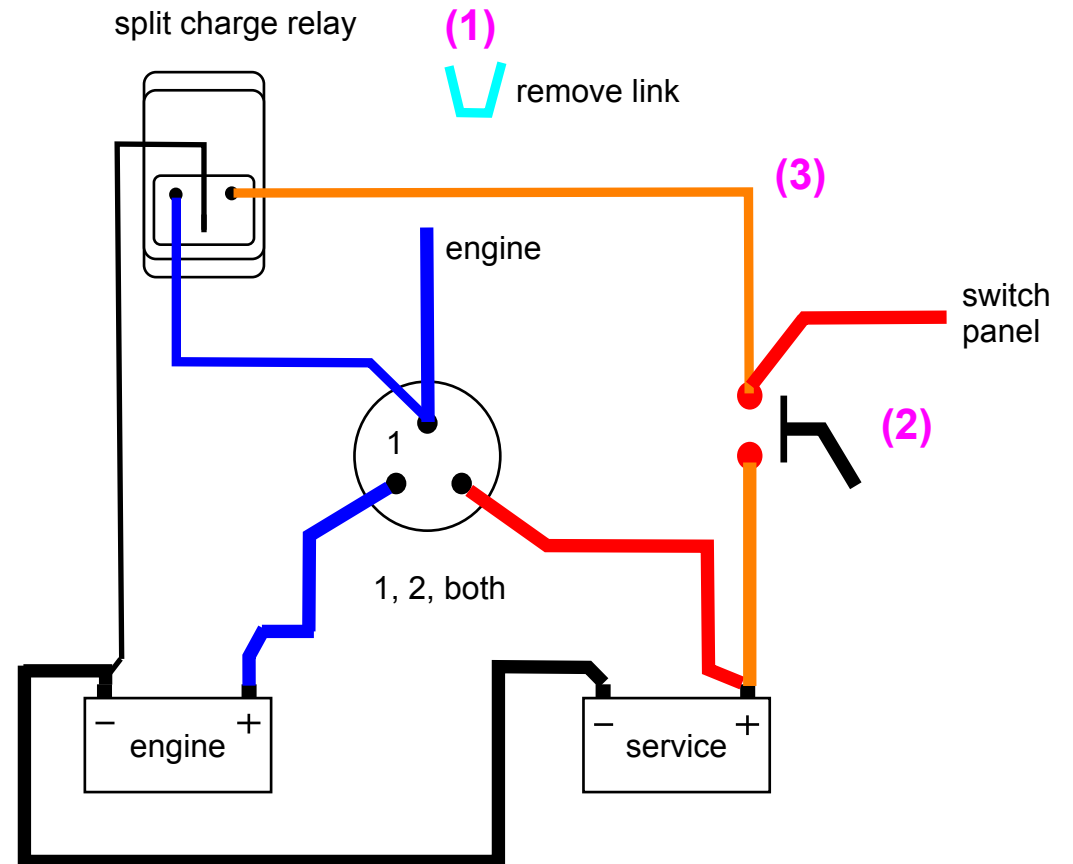 split charge relay
(1)
remove link
(3)
engine
switch
panel
(2)
1
1, 2, both
− +
engine
− +
service